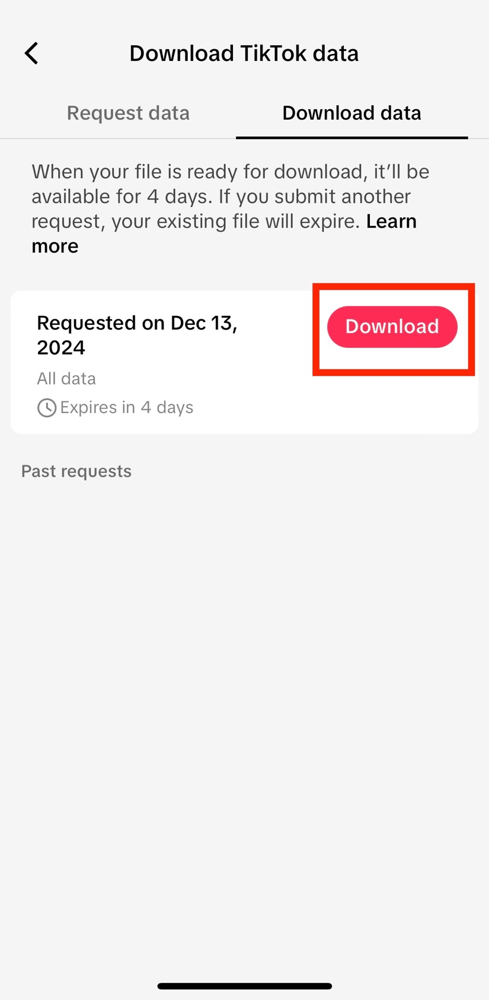 Download TikTok data
Request data
Download data
When your file is ready for download, it’ll be
available for 4 days. If you submit another
request, your existing file will expire. Learn
more
Requested on Dec 13,
2024
Download
All data
Expires in 4 days
Past requests